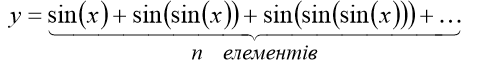 y = sin(x) + sin(sin(x)) + sin(sin(sin(x))) + ...
n елементів